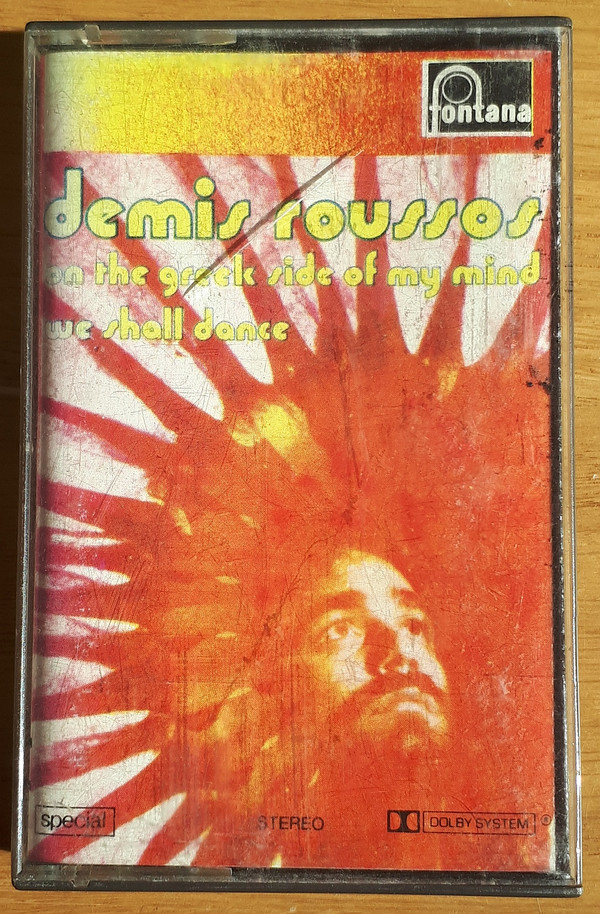 fontana
demis roussos
on the greek side of my mind
we shall dance
special
STEREO
DOLBY SYSTEM ®